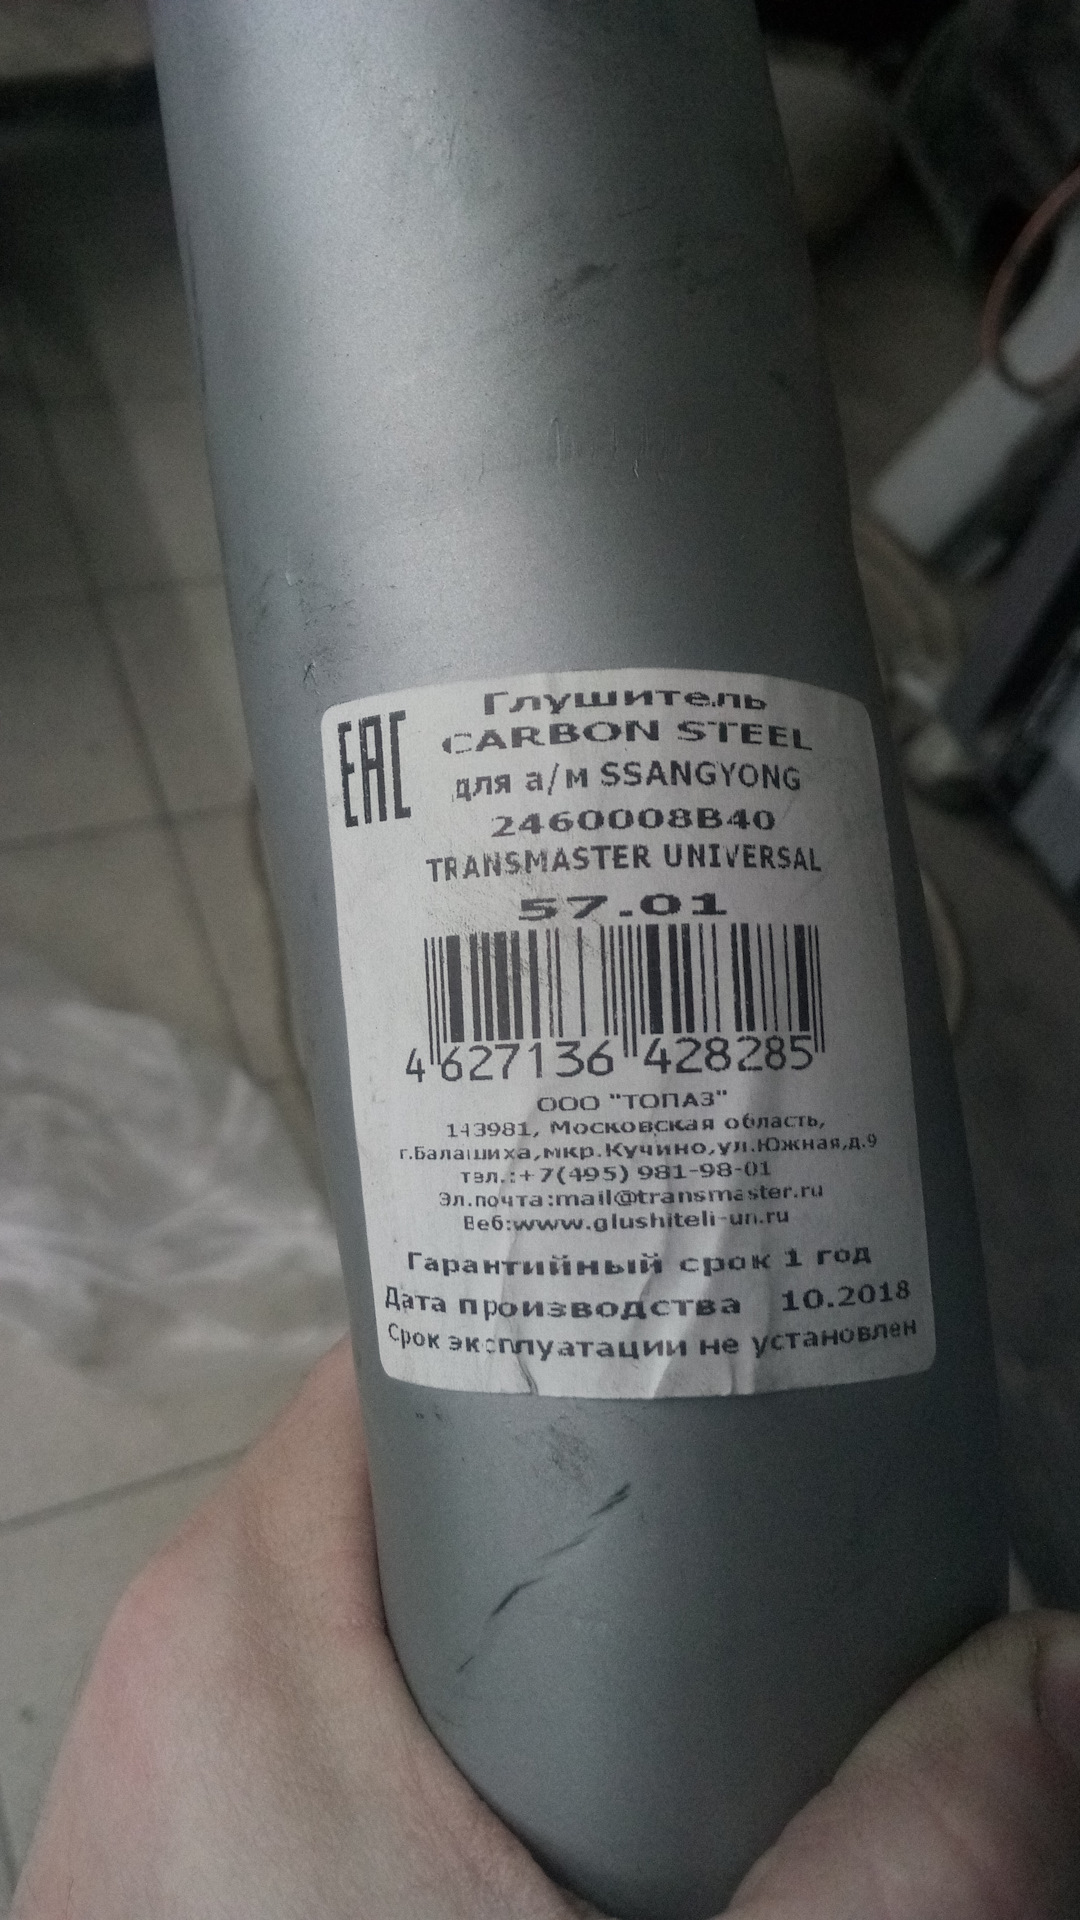 Глушитель
EAC CARBON STEEL
для а/м SSANGYONG
2460008B40
TRANSMASTER UNIVERSAL
57.01
4 627136 428285
ООО "ТОПАЗ"
143981, Московская область,
г.Балашиха,мкр.Кучино,ул.Южная,д.9
тел.:+7(495) 981-98-01
Эл.почта:mail@transmaster.ru
Веб:www.glushiteli-un.ru
Гарантийный срок 1 год
Дата производства 10.2018
Срок эксплуатации не установлен